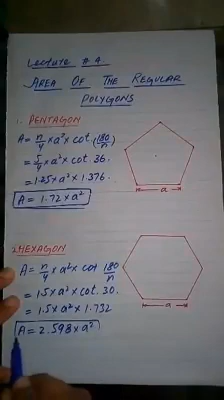 Lecture # 4
AREA OF THE REGULAR
POLYGONS
1. PENTAGON
A = n/4 × a² × cot (180/n)
= 5/4 × a² × cot 36.
= 1.25 × a² × 1.376.
A = 1.72 × a²
a
2. HEXAGON
A = n/4 × a² × cot 180/n
= 1.5 × a² × cot 30.
= 1.5 × a² × 1.732
A = 2.598 × a²
a